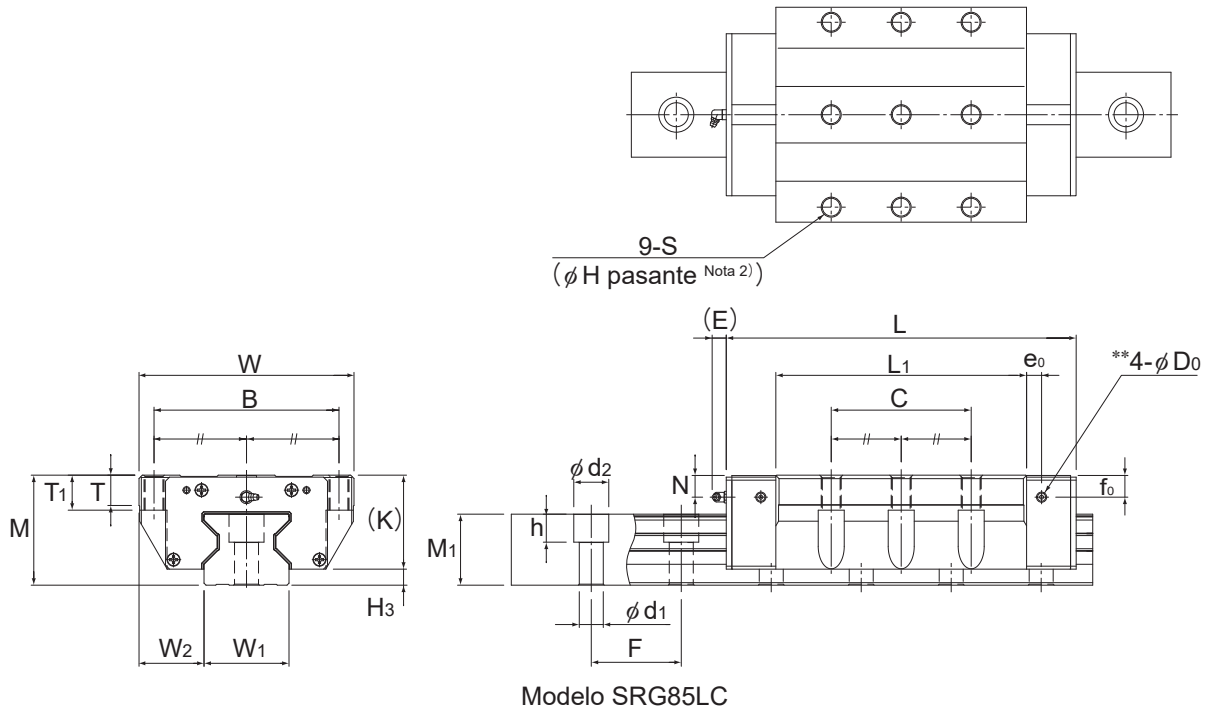 9-S
(φH pasante Nota 2))
(E)
L
W
L1
e0
**4-φD0
B
C
φd2
T1
T
N
f0
M
(K)
h
M1
H3
φd1
W2
W1
F
Modelo SRG85LC